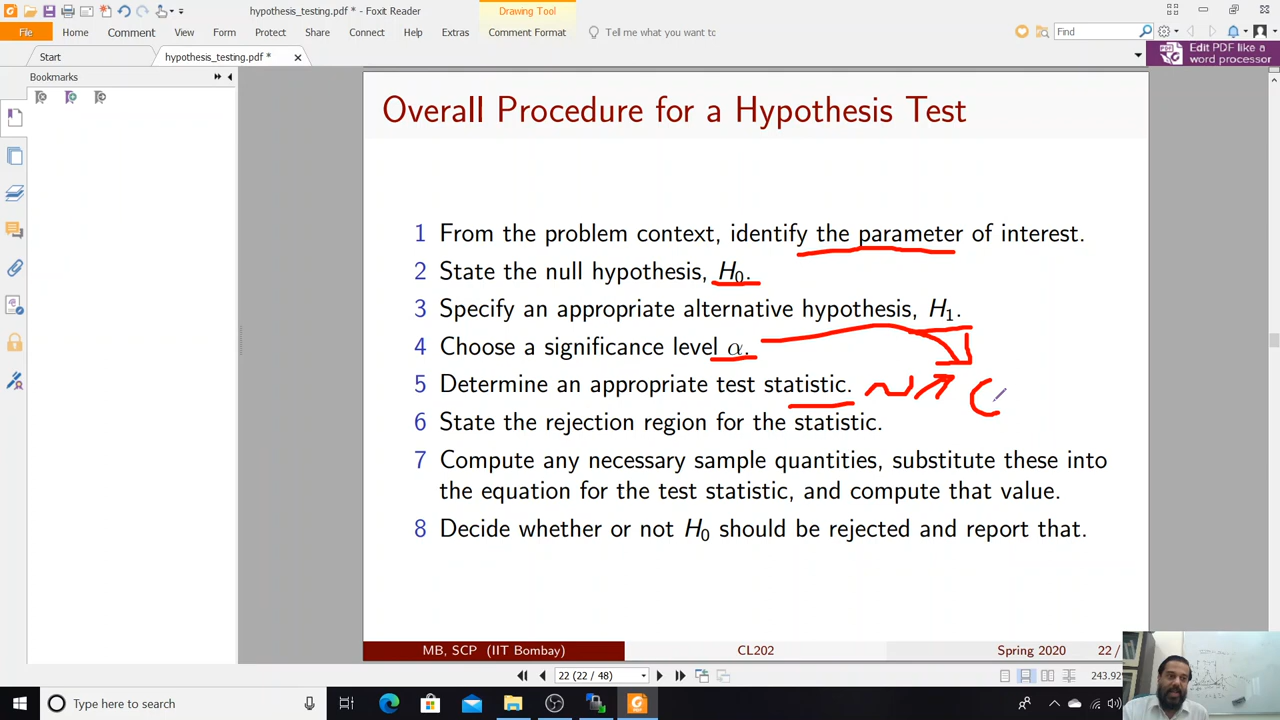 hypothesis_testing.pdf * - Foxit Reader
Drawing Tool
File Home Comment View Form Protect Share Connect Help Extras Comment Format Tell me what you want to Find
Start hypothesis_testing.pdf *
Edit PDF like a
word processor
Bookmarks
Overall Procedure for a Hypothesis Test
1 From the problem context, identify the parameter of interest.
2 State the null hypothesis, H0.
3 Specify an appropriate alternative hypothesis, H1.
4 Choose a significance level α.
5 Determine an appropriate test statistic.
6 State the rejection region for the statistic.
7 Compute any necessary sample quantities, substitute these into
the equation for the test statistic, and compute that value.
8 Decide whether or not H0 should be rejected and report that.
MB, SCP (IIT Bombay) CL202 Spring 2020 22 /
22 (22 / 48) 243.92
Type here to search